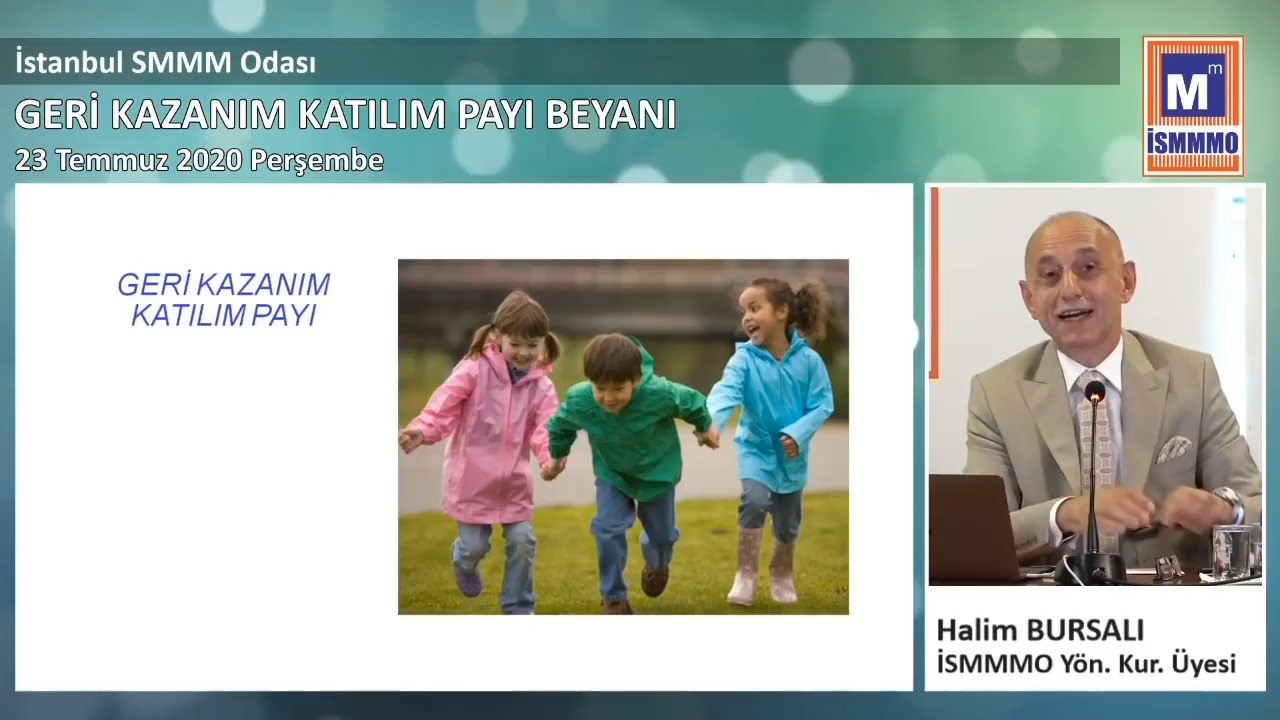 İstanbul SMMM Odası
GERİ KAZANIM KATILIM PAYI BEYANI
23 Temmuz 2020 Perşembe
Mm
İSMMMO
GERİ KAZANIM
KATILIM PAYI
Halim BURSALI
İSMMMO Yön. Kur. Üyesi